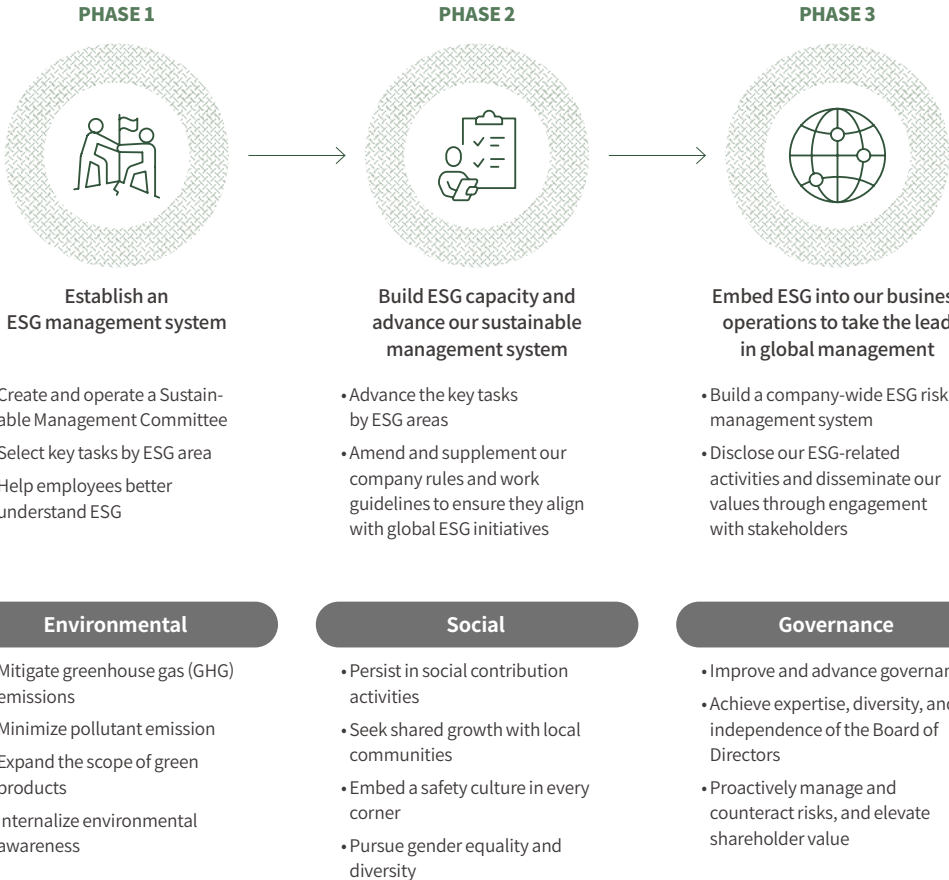 PHASE 1
Establish an
ESG management system
Create and operate a Sustain-
able Management Committee
Select key tasks by ESG area
Help employees better
understand ESG
PHASE 2
Build ESG capacity and
advance our sustainable
management system
• Advance the key tasks
by ESG areas
• Amend and supplement our
company rules and work
guidelines to ensure they align
with global ESG initiatives
PHASE 3
Embed ESG into our busines
operations to take the lead
in global management
• Build a company-wide ESG risk
management system
• Disclose our ESG-related
activities and disseminate our
values through engagement
with stakeholders
Environmental
Mitigate greenhouse gas (GHG)
emissions
Minimize pollutant emission
Expand the scope of green
products
Internalize environmental
awareness
Social
• Persist in social contribution
activities
• Seek shared growth with local
communities
• Embed a safety culture in every
corner
• Pursue gender equality and
diversity
Governance
• Improve and advance governan
• Achieve expertise, diversity, and
independence of the Board of
Directors
• Proactively manage and
counteract risks, and elevate
shareholder value